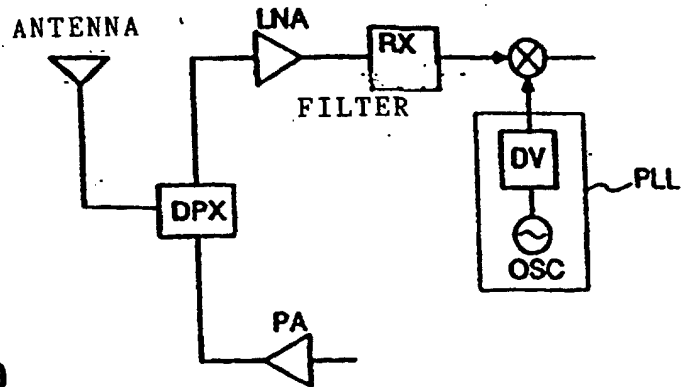 ANTENNA
LNA
RX
FILTER
DV
PLL
DPX
OSC
PA